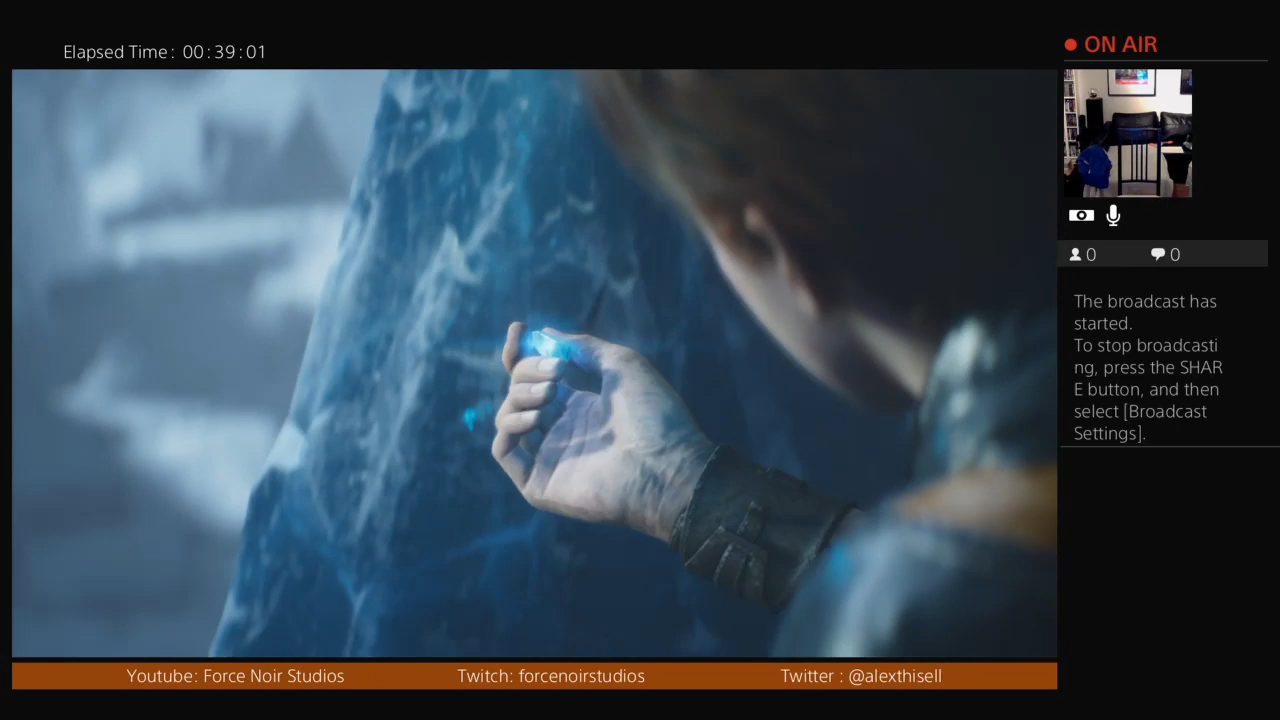 Elapsed Time: 00:39:01
ON AIR
0 0
The broadcast has
started.
To stop broadcasti
ng, press the SHAR
E button, and then
select [Broadcast
Settings].
Youtube: Force Noir Studios Twitch: forcenoirstudios Twitter : @alexthisell